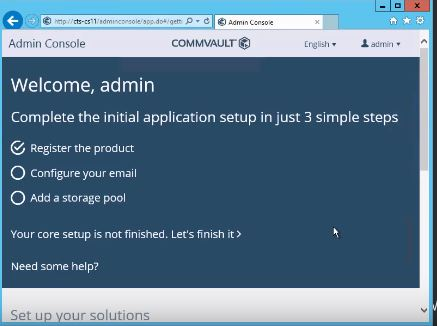 http://cts-cs11/adminconsole/app.do#/getti
Admin Console
Admin Console
COMMVAULT
English
admin
Welcome, admin
Complete the initial application setup in just 3 simple steps
Register the product
Configure your email
Add a storage pool
Your core setup is not finished. Let's finish it >
Need some help?
Set up your solutions